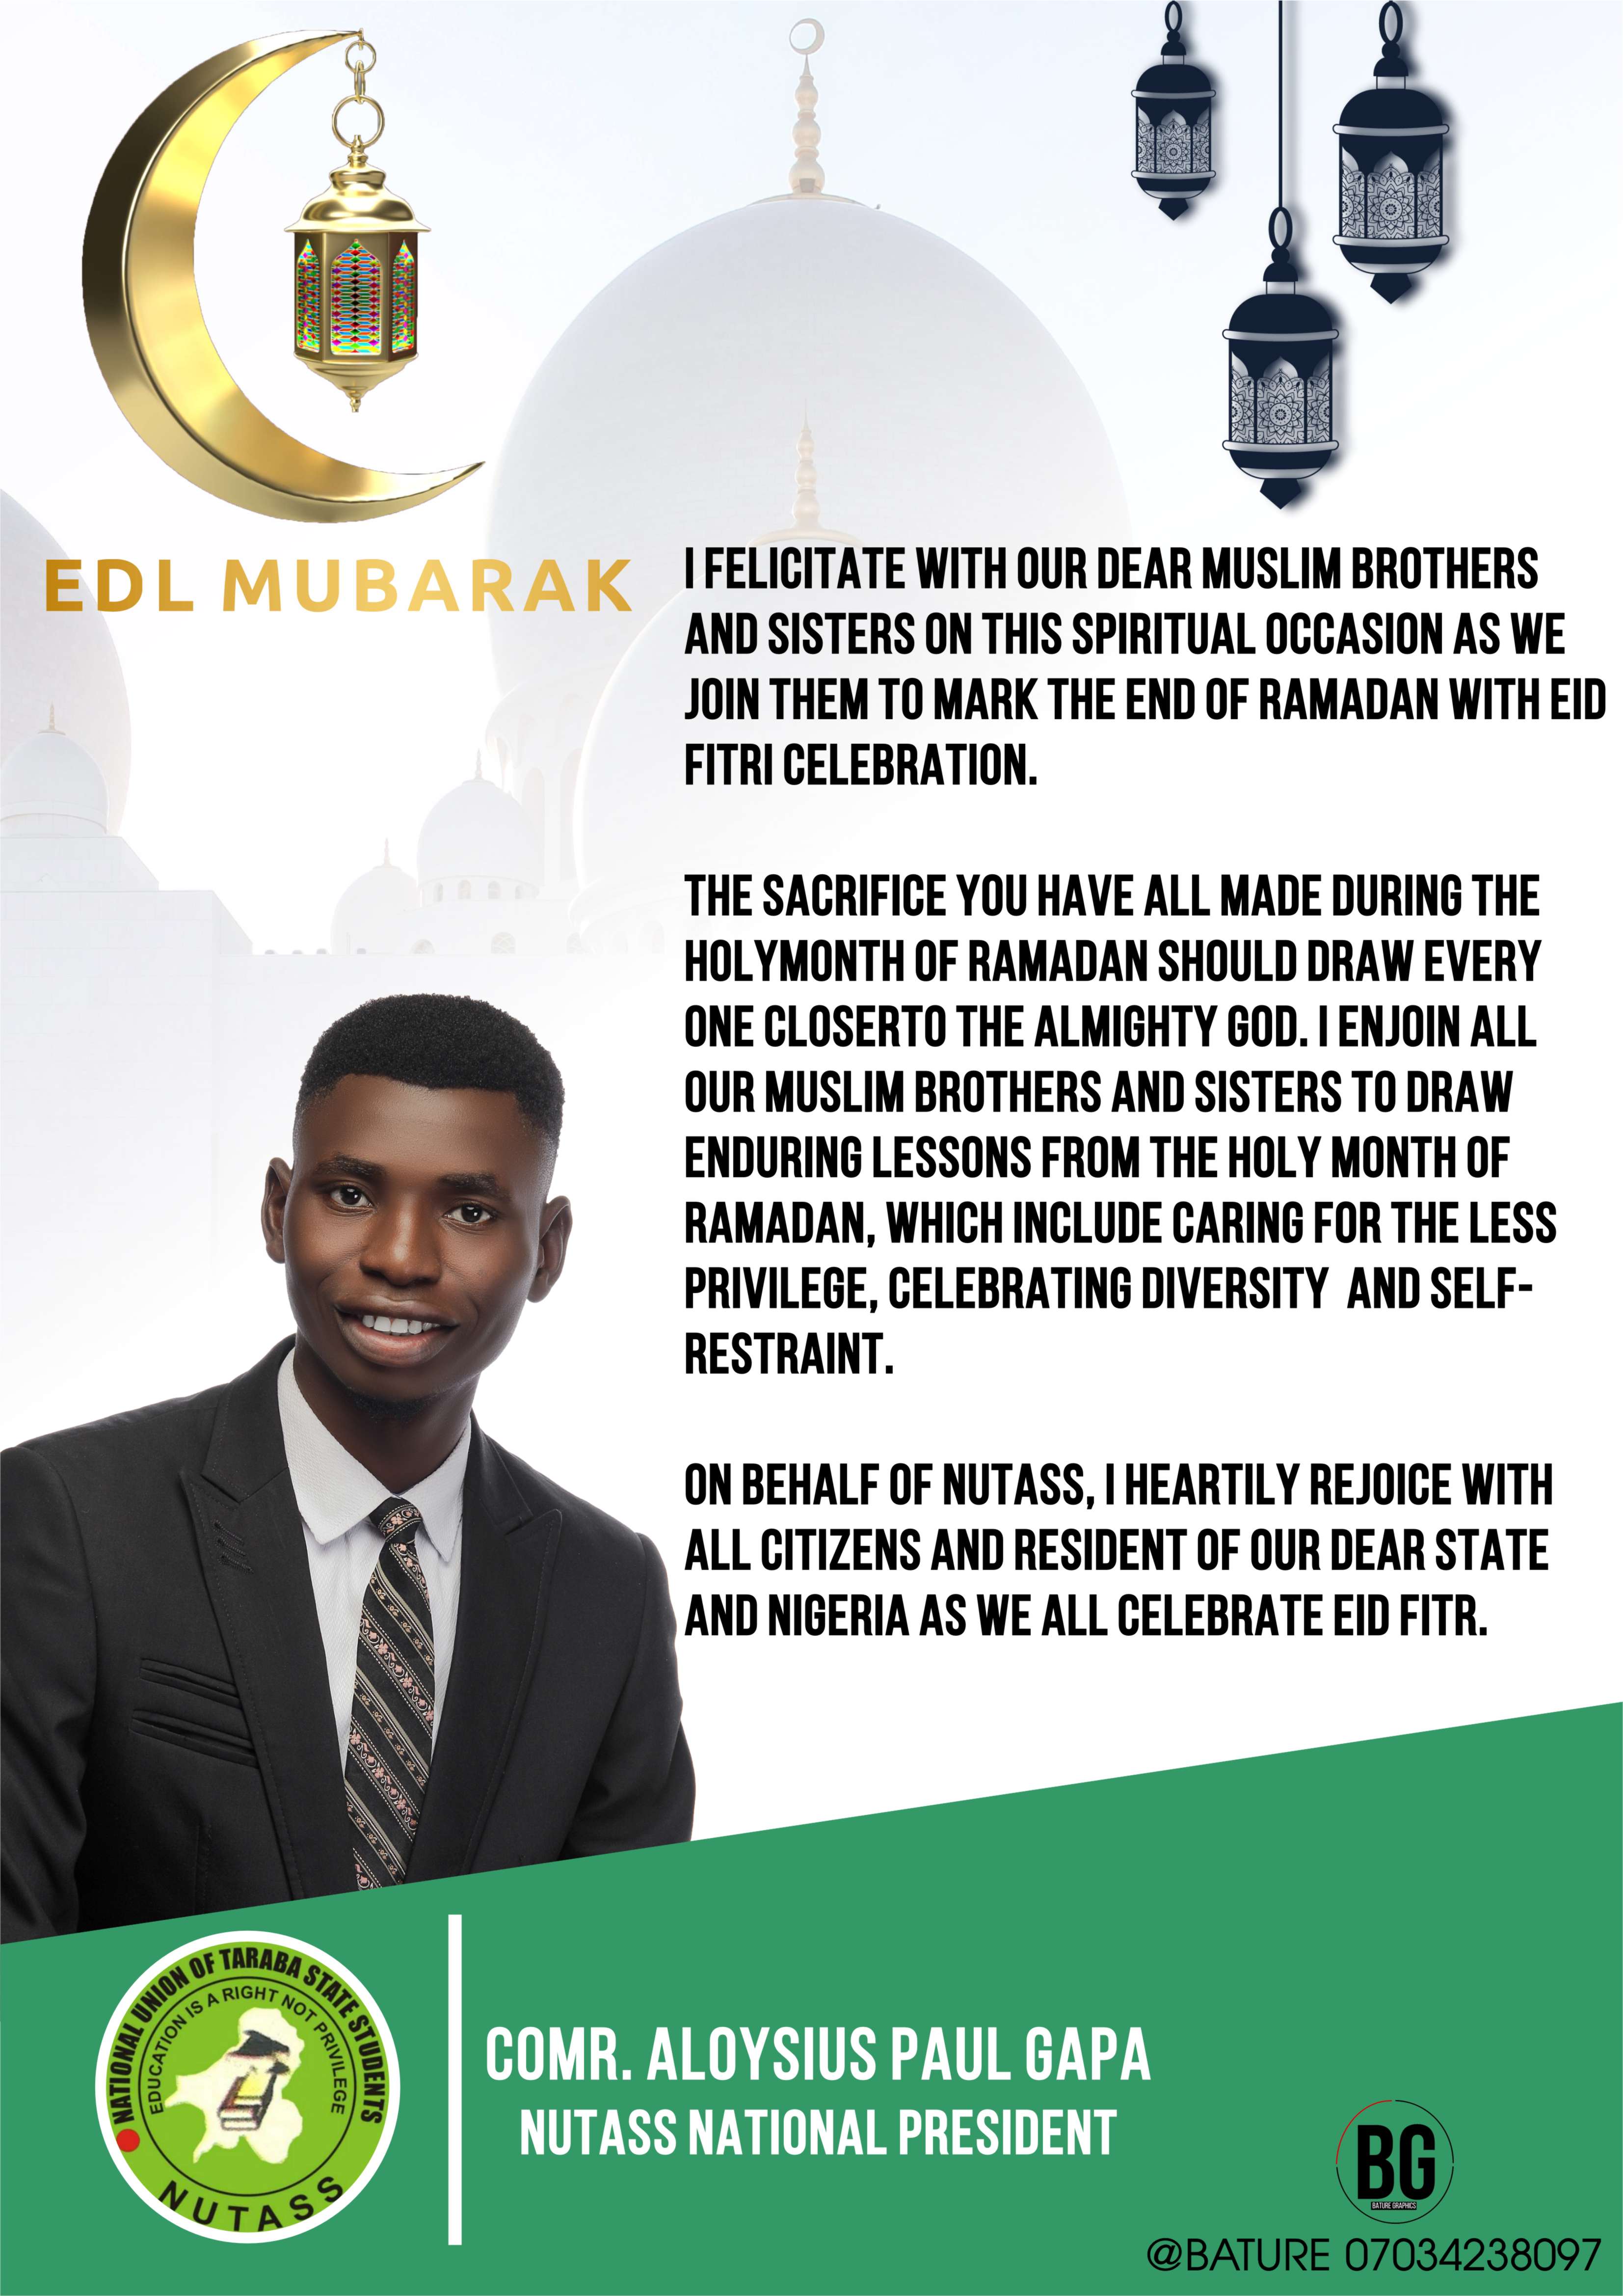 EDL MUBARAK
I FELICITATE WITH OUR DEAR MUSLIM BROTHERS
AND SISTERS ON THIS SPIRITUAL OCCASION AS WE
JOIN THEM TO MARK THE END OF RAMADAN WITH EID
FITRI CELEBRATION.
THE SACRIFICE YOU HAVE ALL MADE DURING THE
HOLYMONTH OF RAMADAN SHOULD DRAW EVERY
ONE CLOSERTO THE ALMIGHTY GOD. I ENJOIN ALL
OUR MUSLIM BROTHERS AND SISTERS TO DRAW
ENDURING LESSONS FROM THE HOLY MONTH OF
RAMADAN, WHICH INCLUDE CARING FOR THE LESS
PRIVILEGE, CELEBRATING DIVERSITY AND SELF-
RESTRAINT.
ON BEHALF OF NUTASS, I HEARTILY REJOICE WITH
ALL CITIZENS AND RESIDENT OF OUR DEAR STATE
AND NIGERIA AS WE ALL CELEBRATE EID FITR.
NATIONAL UNION OF TARABA STATE STUDENTS
EDUCATION IS A RIGHT NOT PRIVILEGE
NUTASS
COMR. ALOYSIUS PAUL GAPA
NUTASS NATIONAL PRESIDENT
BG
BATURE GRAPHICS
@BATURE 07034238097